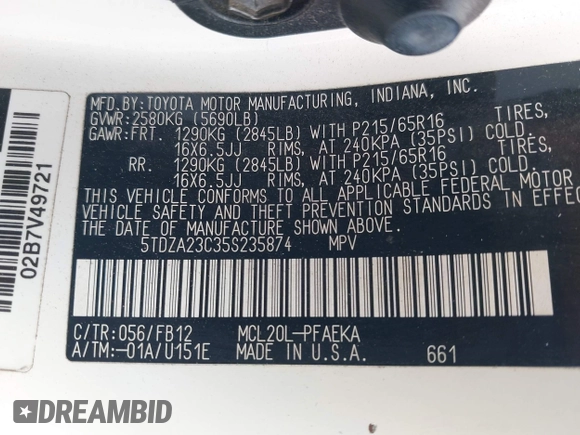 MFD. BY:TOYOTA MOTOR MANUFACTURING, INDIANA, INC.
GVWR:2580KG (5690LB)
GAWR:FRT. 1290KG (2845LB) WITH P215/65R16 TIRES,
16X6.5JJ RIMS, AT 240KPA (35PSI) COLD.
RR. 1290KG (2845LB) WITH P215/65R16 TIRES,
16X6.5JJ RIMS, AT 240KPA (35PSI) COLD.
THIS VEHICLE CONFORMS TO ALL APPLICABLE FEDERAL MOTOR
VEHICLE SAFETY AND THEFT PREVENTION STANDARDS IN EFFEC
THE DATE OF MANUFACTURE SHOWN ABOVE.
5TDZA23C35S235874 MPV
C/TR:056/FB12 MCL20L-PFAEKA
A/TM:-01A/U151E MADE IN U.S.A. 661
02B7V49721
DREAMBID